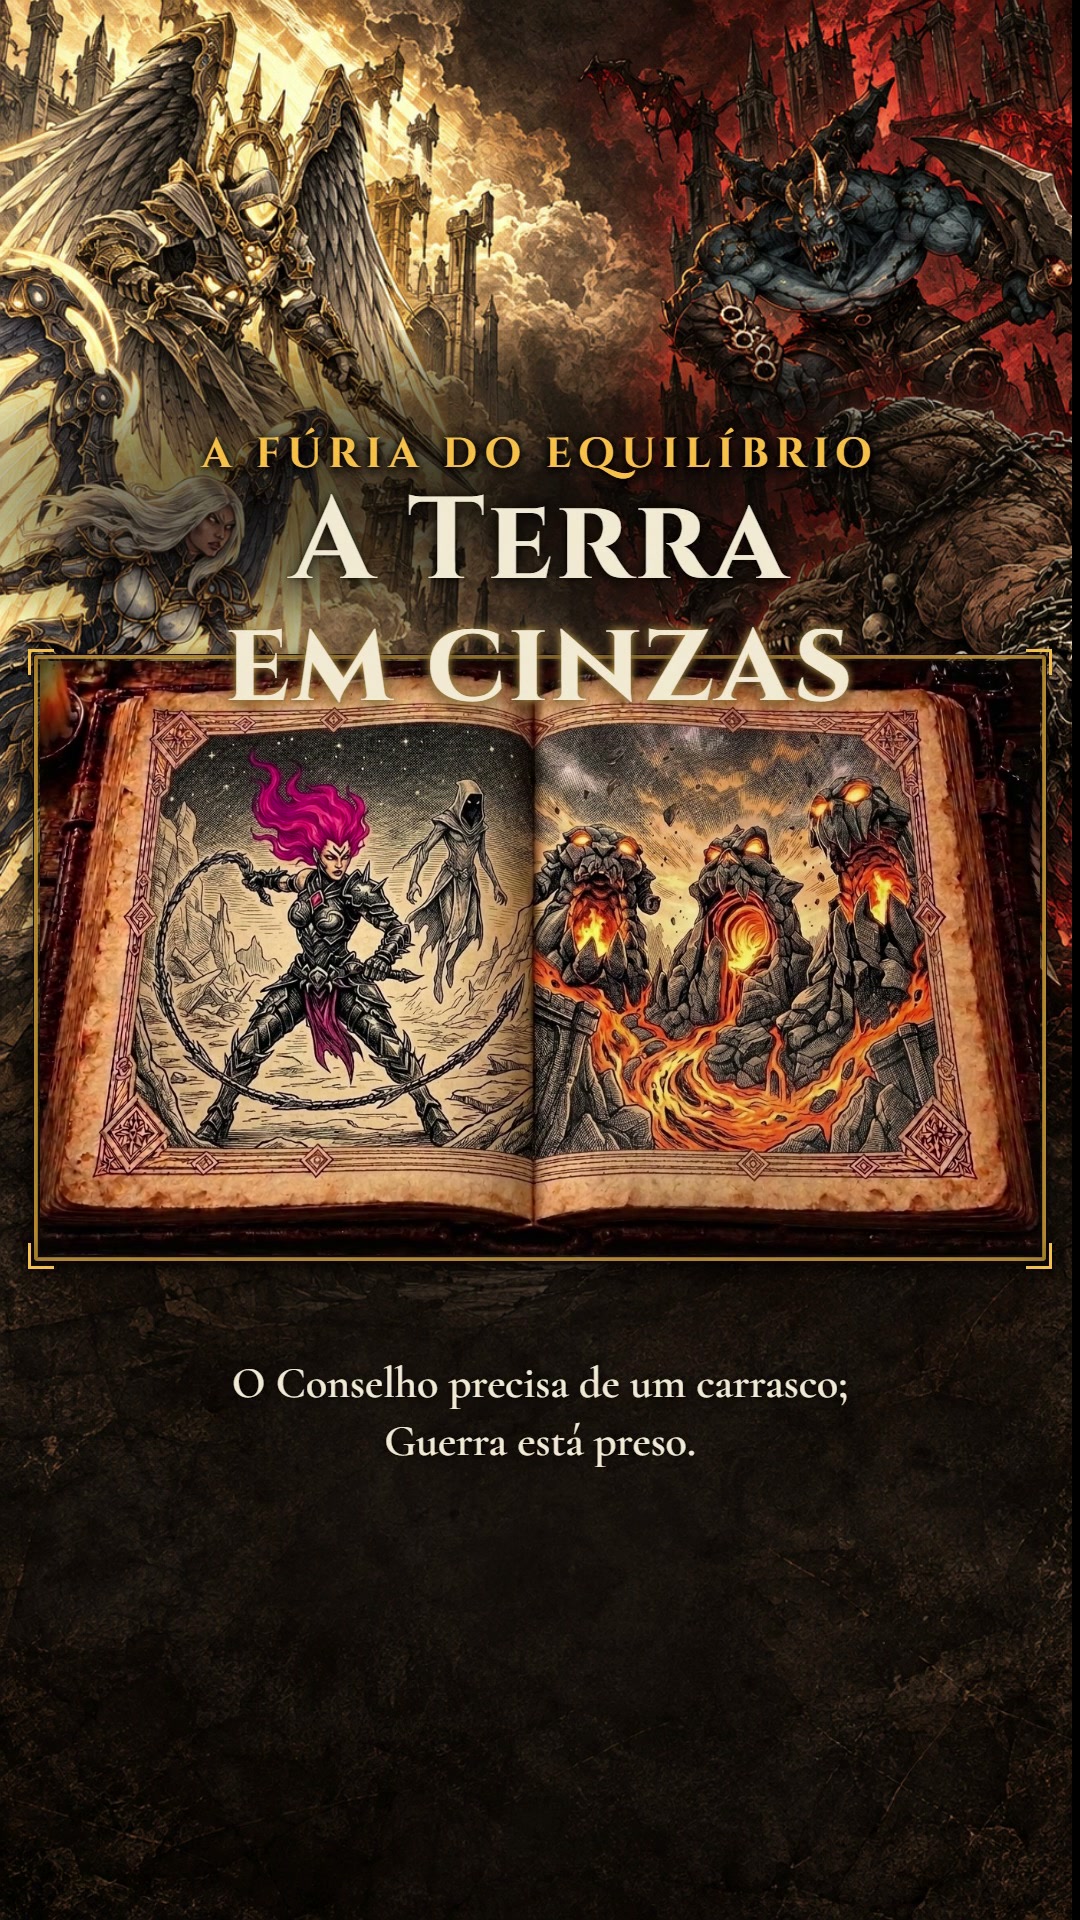 A FÚRIA DO EQUILÍBRIO
A TERRA
EM CINZAS
O Conselho precisa de um carrasco;
Guerra está preso.